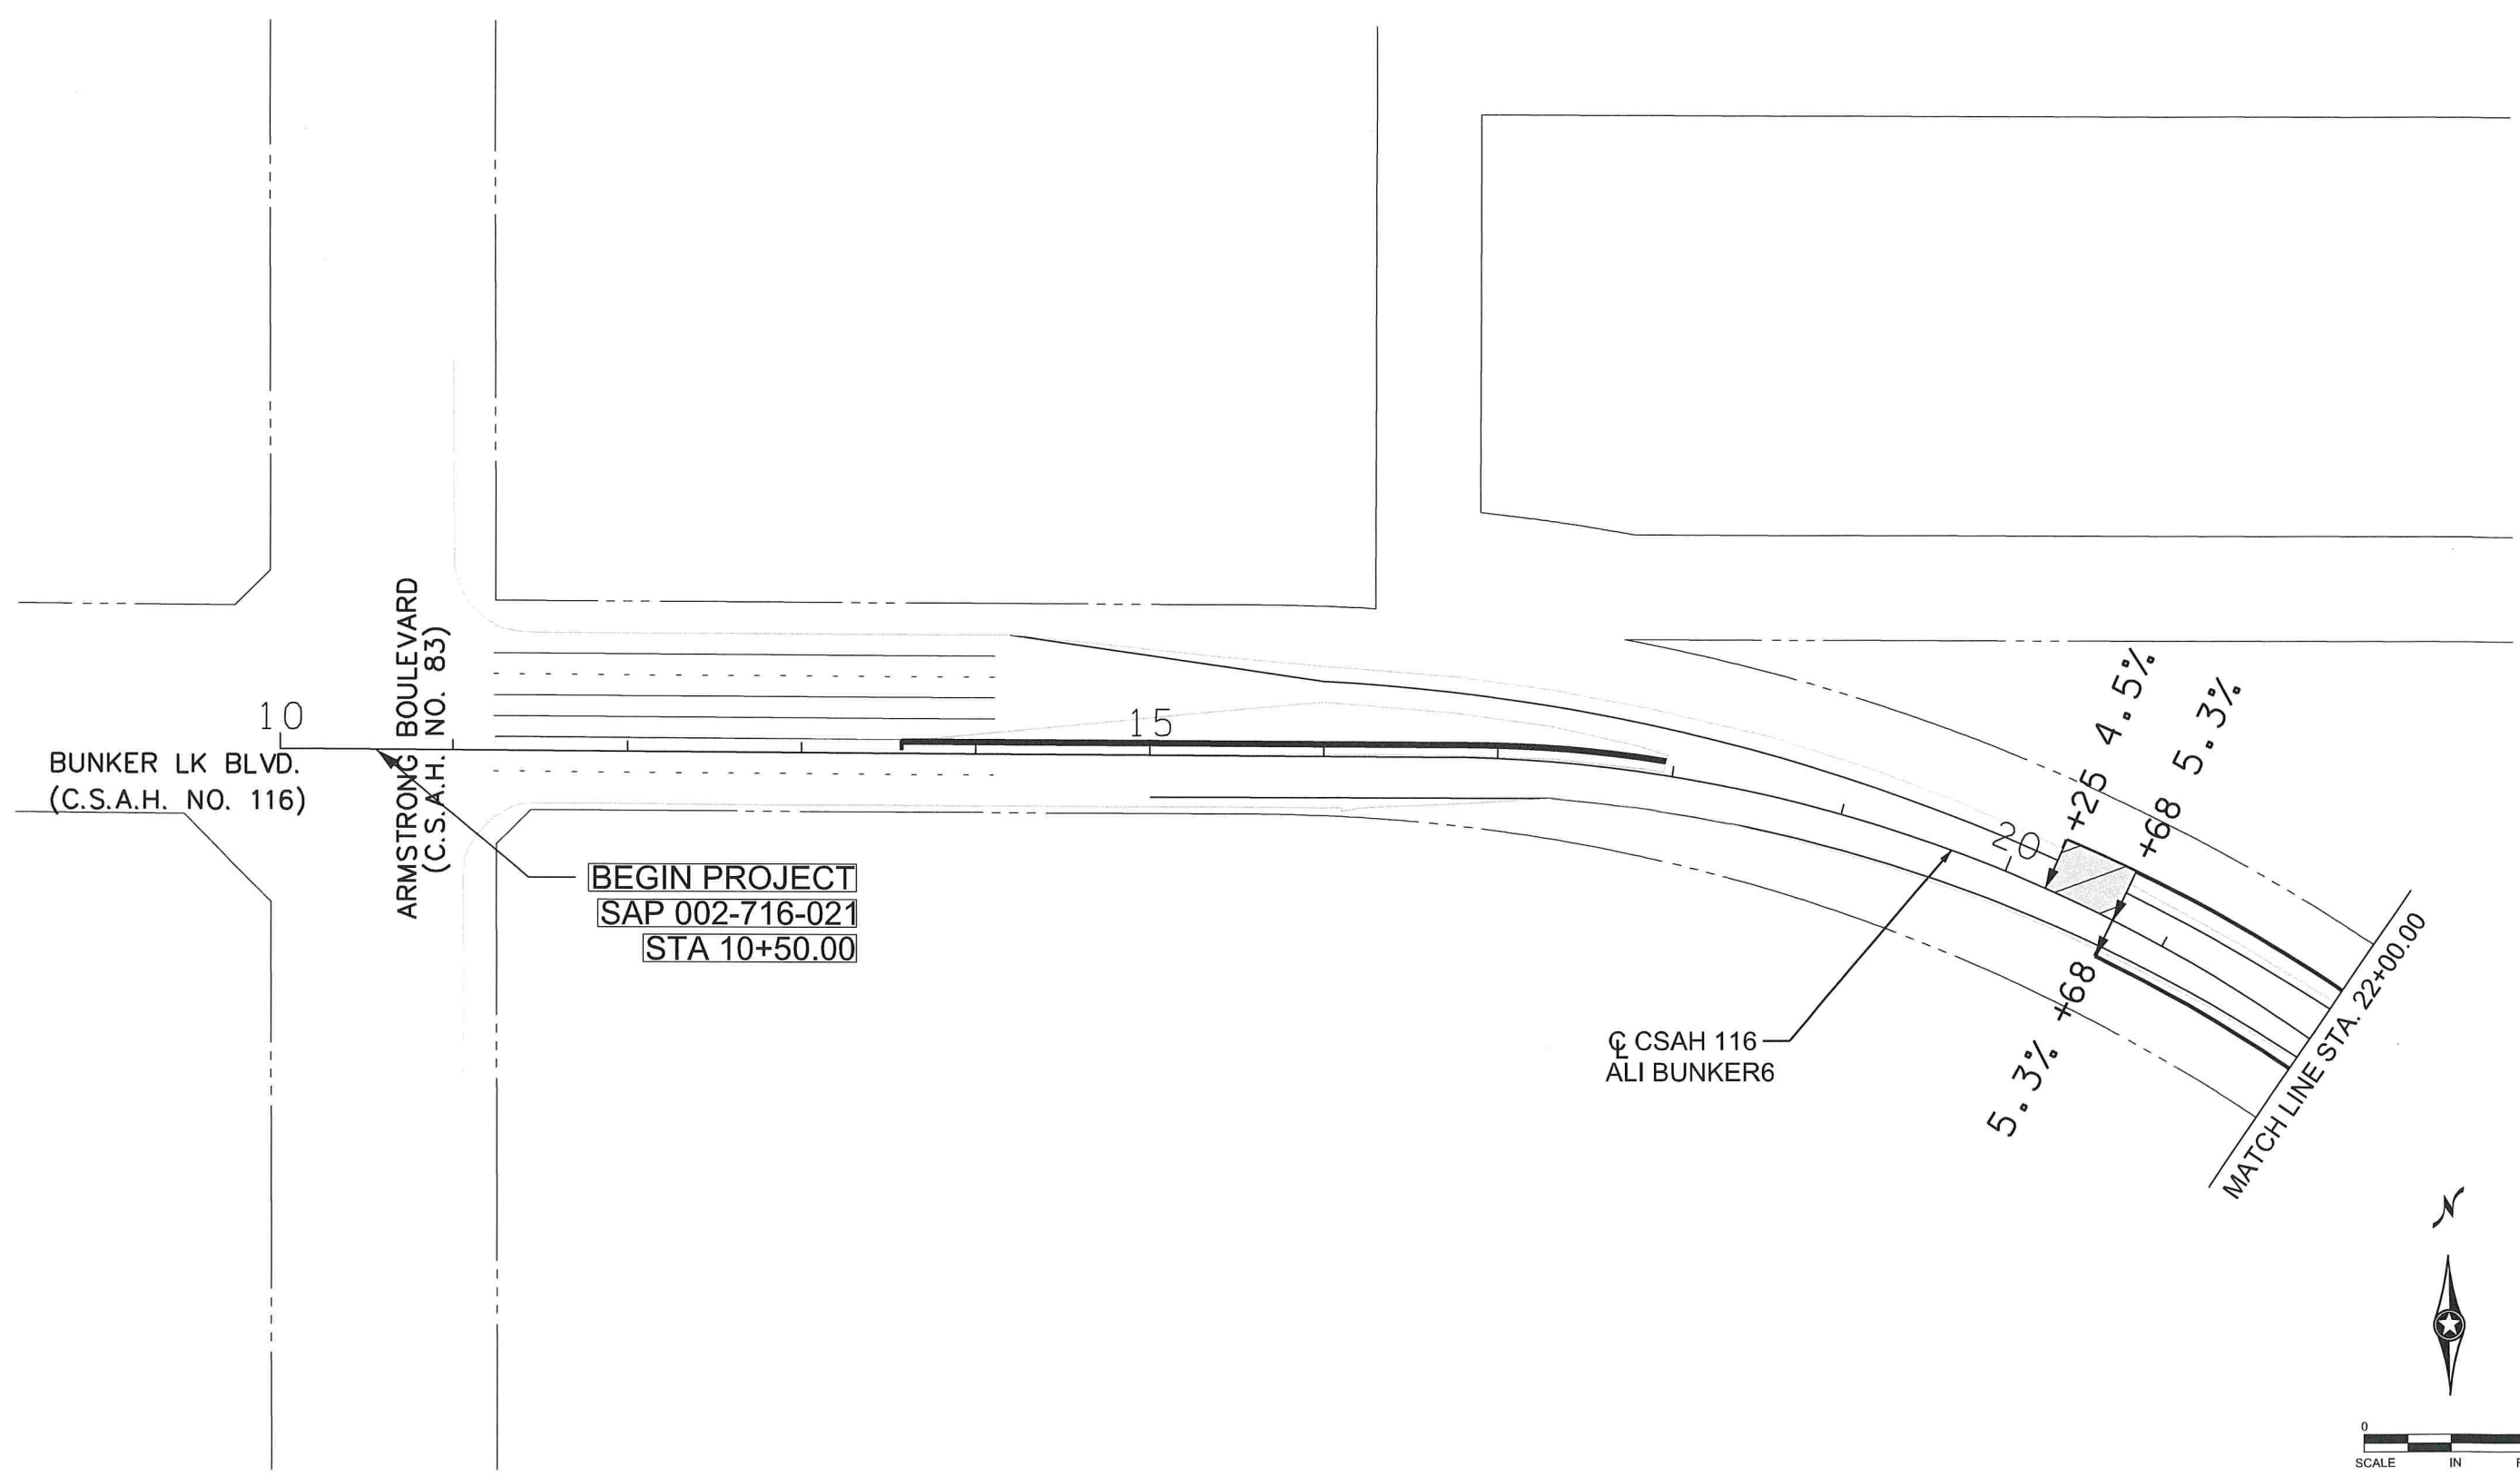 ARMSTRONG BOULEVARD
(C.S.A.H. NO. 83)
10
15
BUNKER LK BLVD.
(C.S.A.H. NO. 116)
BEGIN PROJECT
SAP 002-716-021
STA 10+50.00
20
+25 4.5%
+68 5.3%
5.3% +68
℄ CSAH 116
ALI BUNKER6
MATCH LINE STA. 22+00.00
N
0
SCALE IN